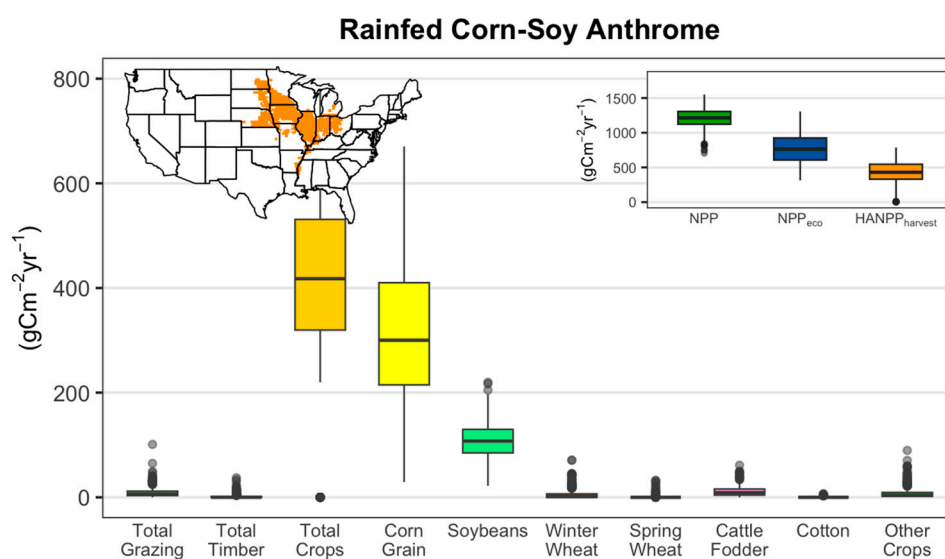 Rainfed Corn-Soy Anthrome
(gCm⁻²yr⁻¹)
800
600
400
200
0
(gCm⁻²yr⁻¹)
1500
1000
500
0
NPP
NPPeco
HANPPharvest
Total
Grazing
Total
Timber
Total
Crops
Corn
Grain
Soybeans
Winter
Wheat
Spring
Wheat
Cattle
Fodder
Cotton
Other
Crops